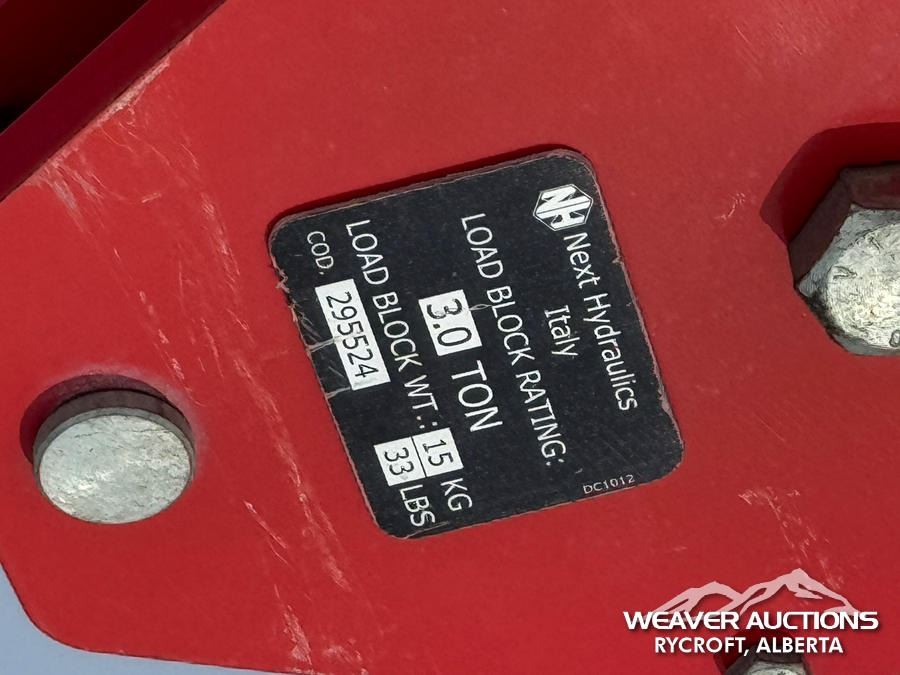 NH Next Hydraulics
Italy
LOAD BLOCK RATING:
3.0 TON
LOAD BLOCK WT.: 15 KG
33 LBS
COD. 295524
DC1012
WEAVER AUCTIONS
RYCROFT, ALBERTA